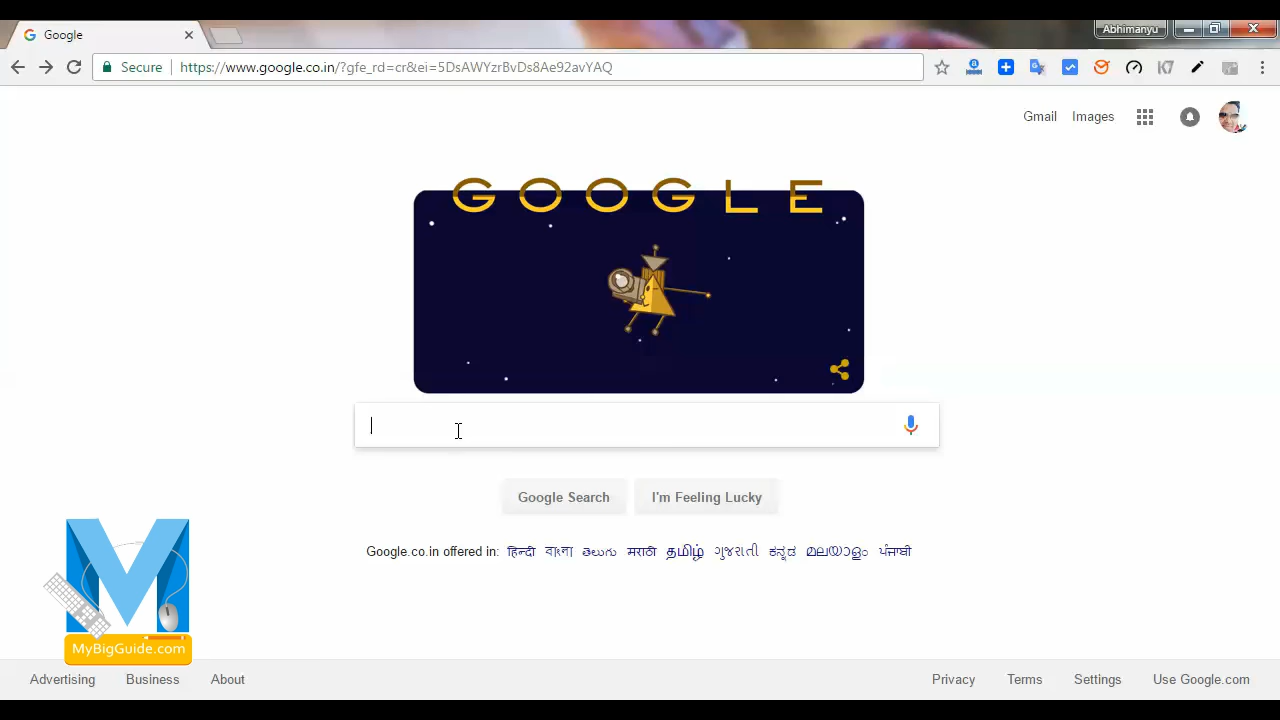 Google
Abhimanyu
Secure
https://www.google.co.in/?gfe_rd=cr&ei=5DsAWYzrBvDs8Ae92avYAQ
Gmail Images
GOOGLE
Google Search
I'm Feeling Lucky
Google.co.in offered in: हिन्दी বাংলা తెలుగు मराठी தமிழ் ગુજરાતી ಕನ್ನಡ മലയാളം ਪੰਜਾਬੀ
M
MyBigGuide.com
Advertising Business About
Privacy Terms Settings Use Google.com